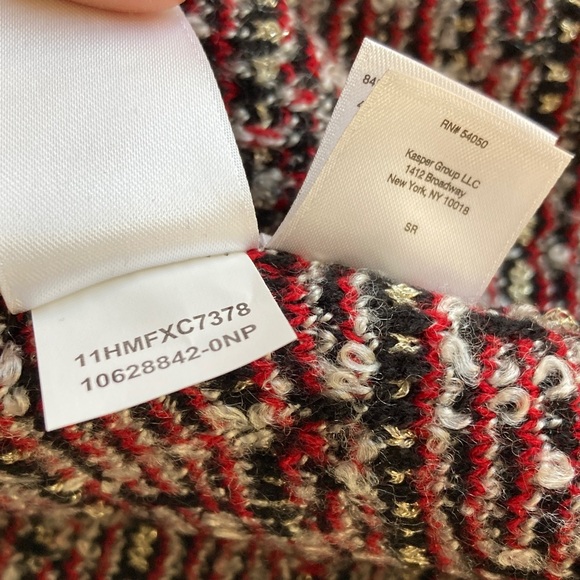 11HMFXC7378
10628842-0NP
RN# 54050
Kasper Group LLC
1412 Broadway
New York, NY 10018
SR